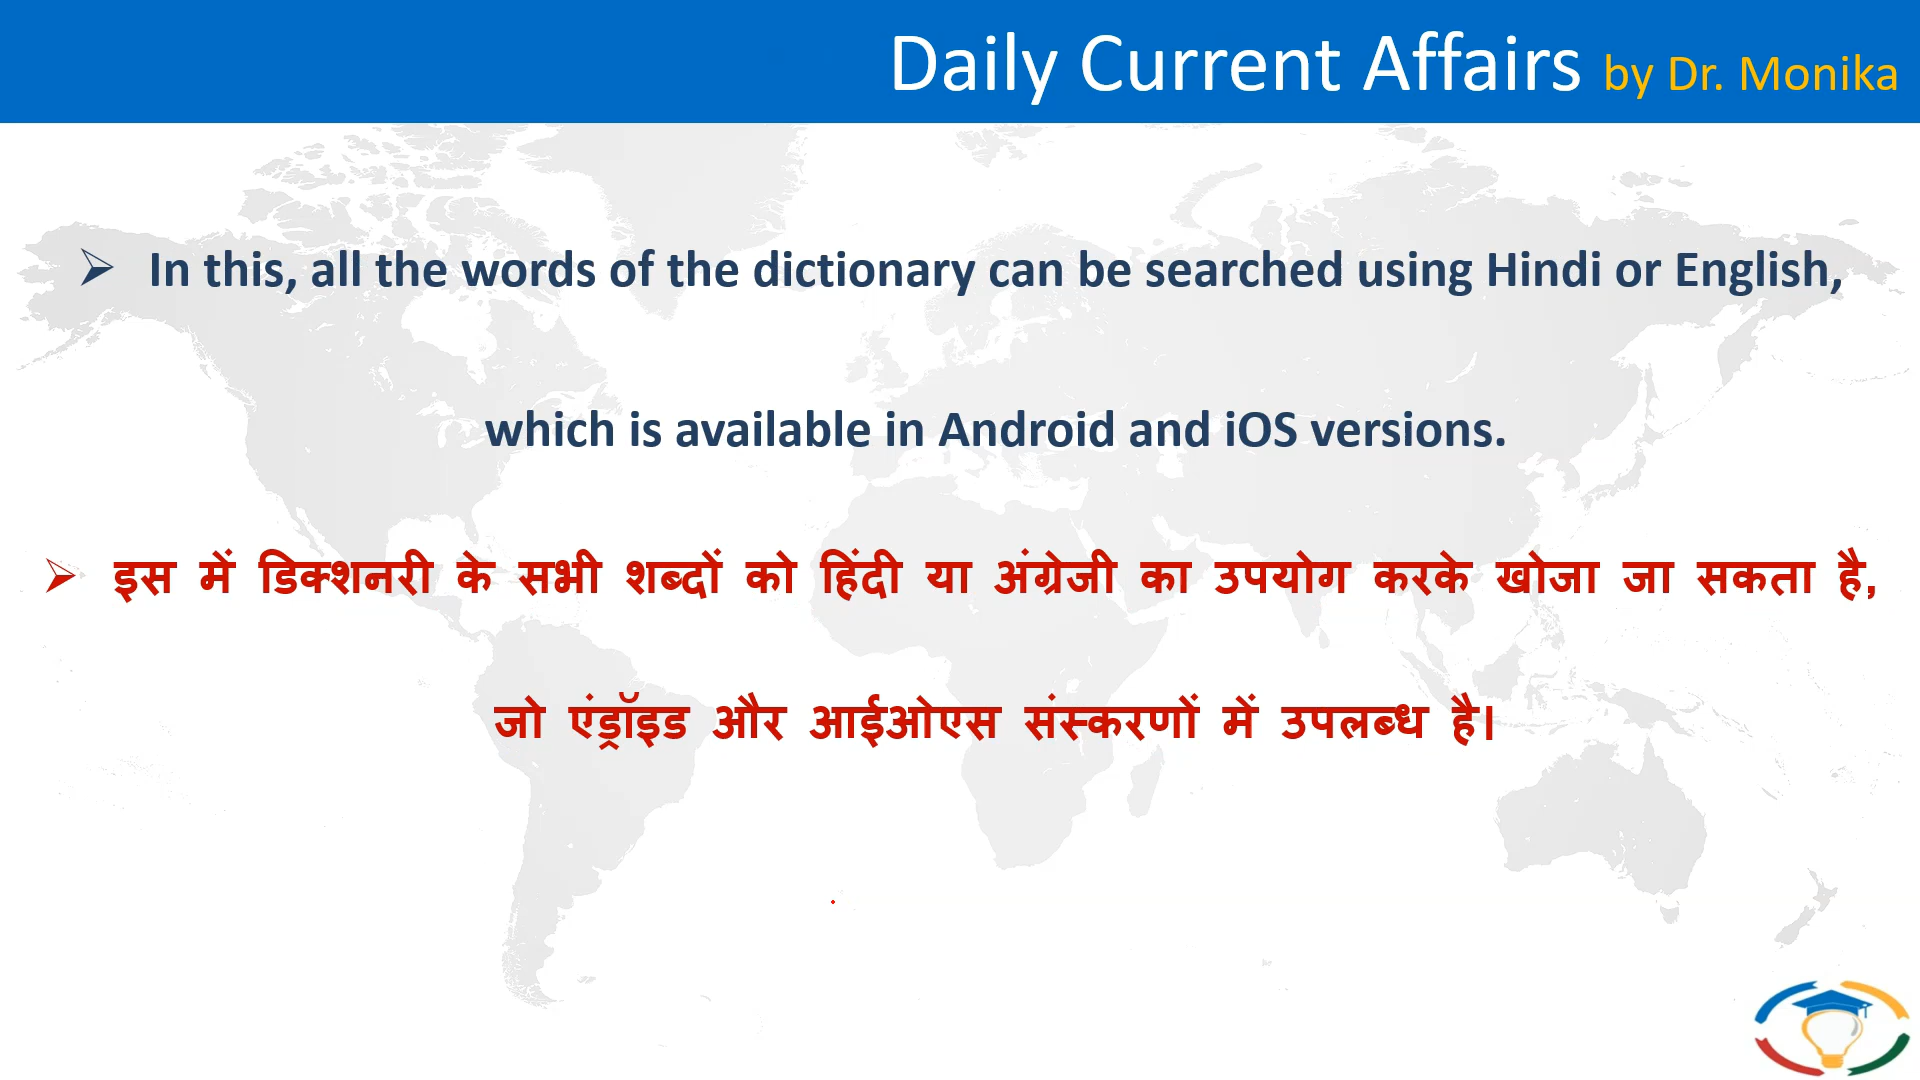 Daily Current Affairs by Dr. Monika
➢ In this, all the words of the dictionary can be searched using Hindi or English,
which is available in Android and iOS versions.
➢ इस में डिक्शनरी के सभी शब्दों को हिंदी या अंग्रेजी का उपयोग करके खोजा जा सकता है,
जो एंड्रॉइड और आईओएस संस्करणों में उपलब्ध है।